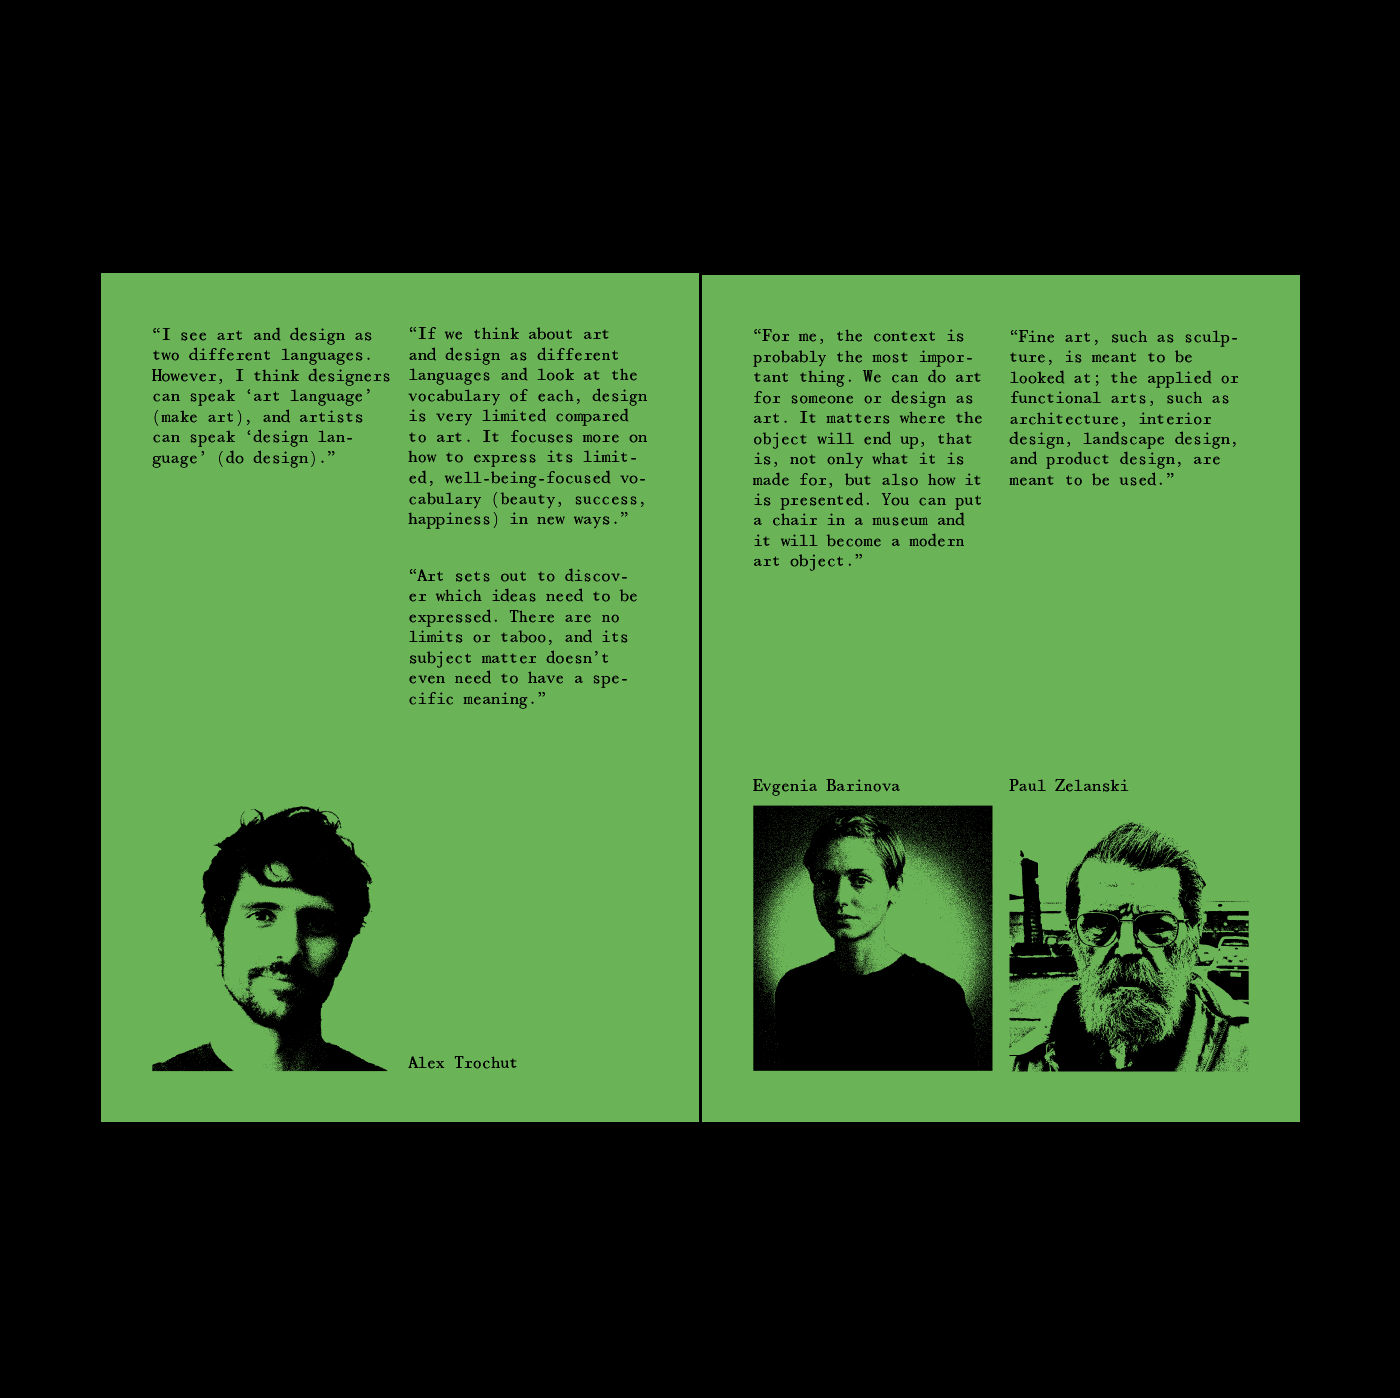 “I see art and design as
two different languages.
However, I think designers
can speak ‘art language’
(make art), and artists
can speak ‘design lan-
guage’ (do design).”
“If we think about art
and design as different
languages and look at the
vocabulary of each, design
is very limited compared
to art. It focuses more on
how to express its limit-
ed, well-being-focused vo-
cabulary (beauty, success,
happiness) in new ways.”
“Art sets out to discov-
er which ideas need to be
expressed. There are no
limits or taboo, and its
subject matter doesn’t
even need to have a spe-
cific meaning.”
Alex Trochut
“For me, the context is
probably the most impor-
tant thing. We can do art
for someone or design as
art. It matters where the
object will end up, that
is, not only what it is
made for, but also how it
is presented. You can put
a chair in a museum and
it will become a modern
art object.”
Evgenia Barinova
“Fine art, such as sculp-
ture, is meant to be
looked at; the applied or
functional arts, such as
architecture, interior
design, landscape design,
and product design, are
meant to be used.”
Paul Zelanski